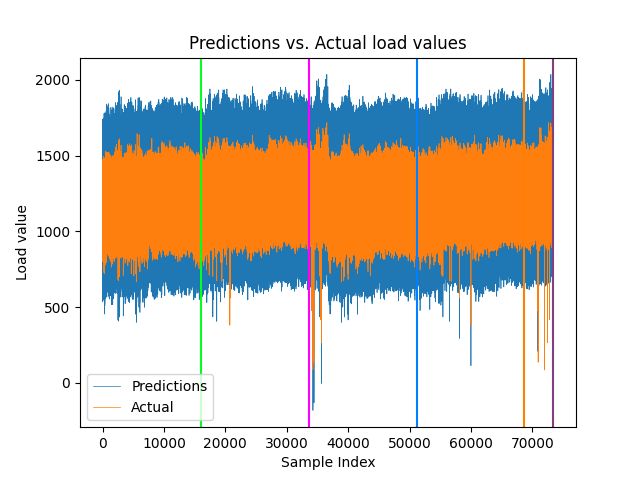 Predictions vs. Actual load values
2000
1500
1000
500
0
Load value
Predictions
Actual
0 10000 20000 30000 40000 50000 60000 70000
Sample Index